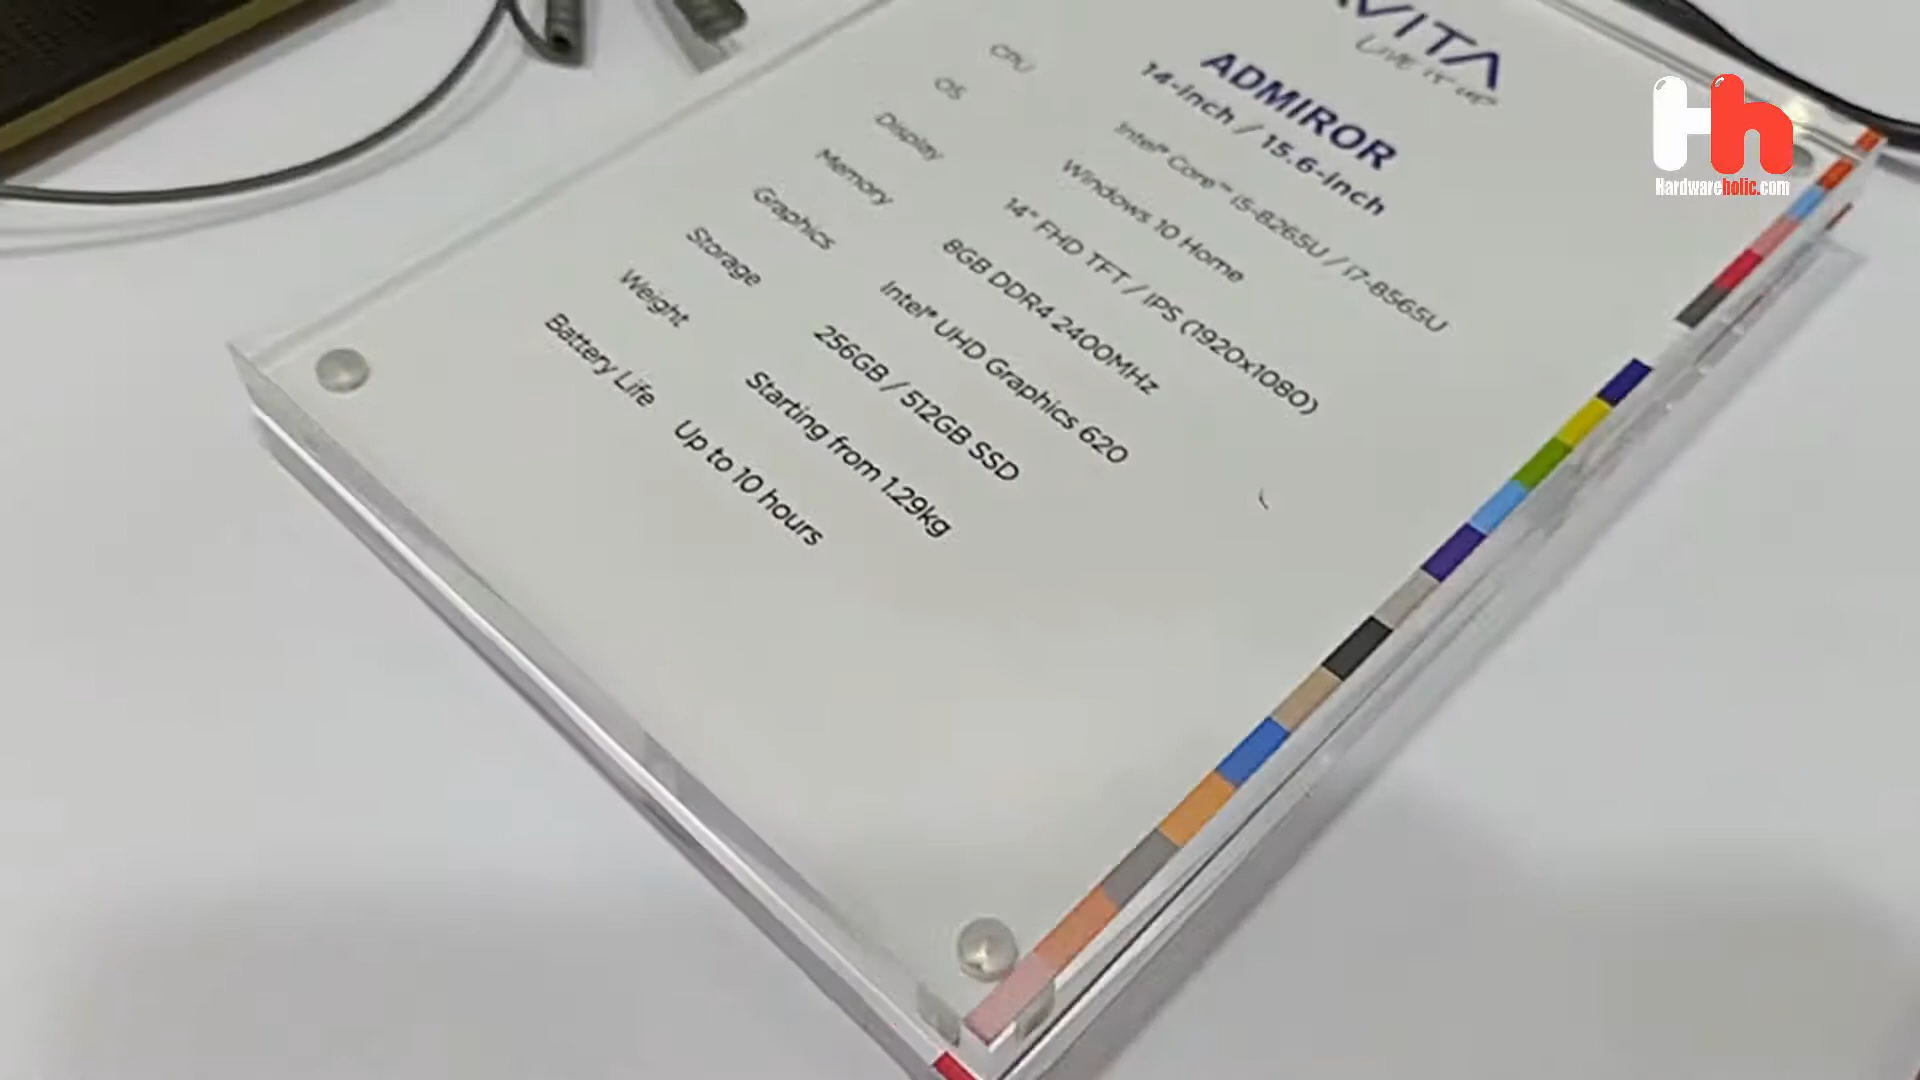 AVITA
LIVE IT UP
ADMIROR
14-inch / 15.6-inch
CPU Intel® Core™ i5-8265U / i7-8565U
OS Windows 10 Home
Display 14" FHD TFT / IPS (1920x1080)
Memory 8GB DDR4 2400MHz
Graphics Intel® UHD Graphics 620
Storage 256GB / 512GB SSD
Weight Starting from 1.29kg
Battery Life Up to 10 hours
Hh
Hardwareholic.com